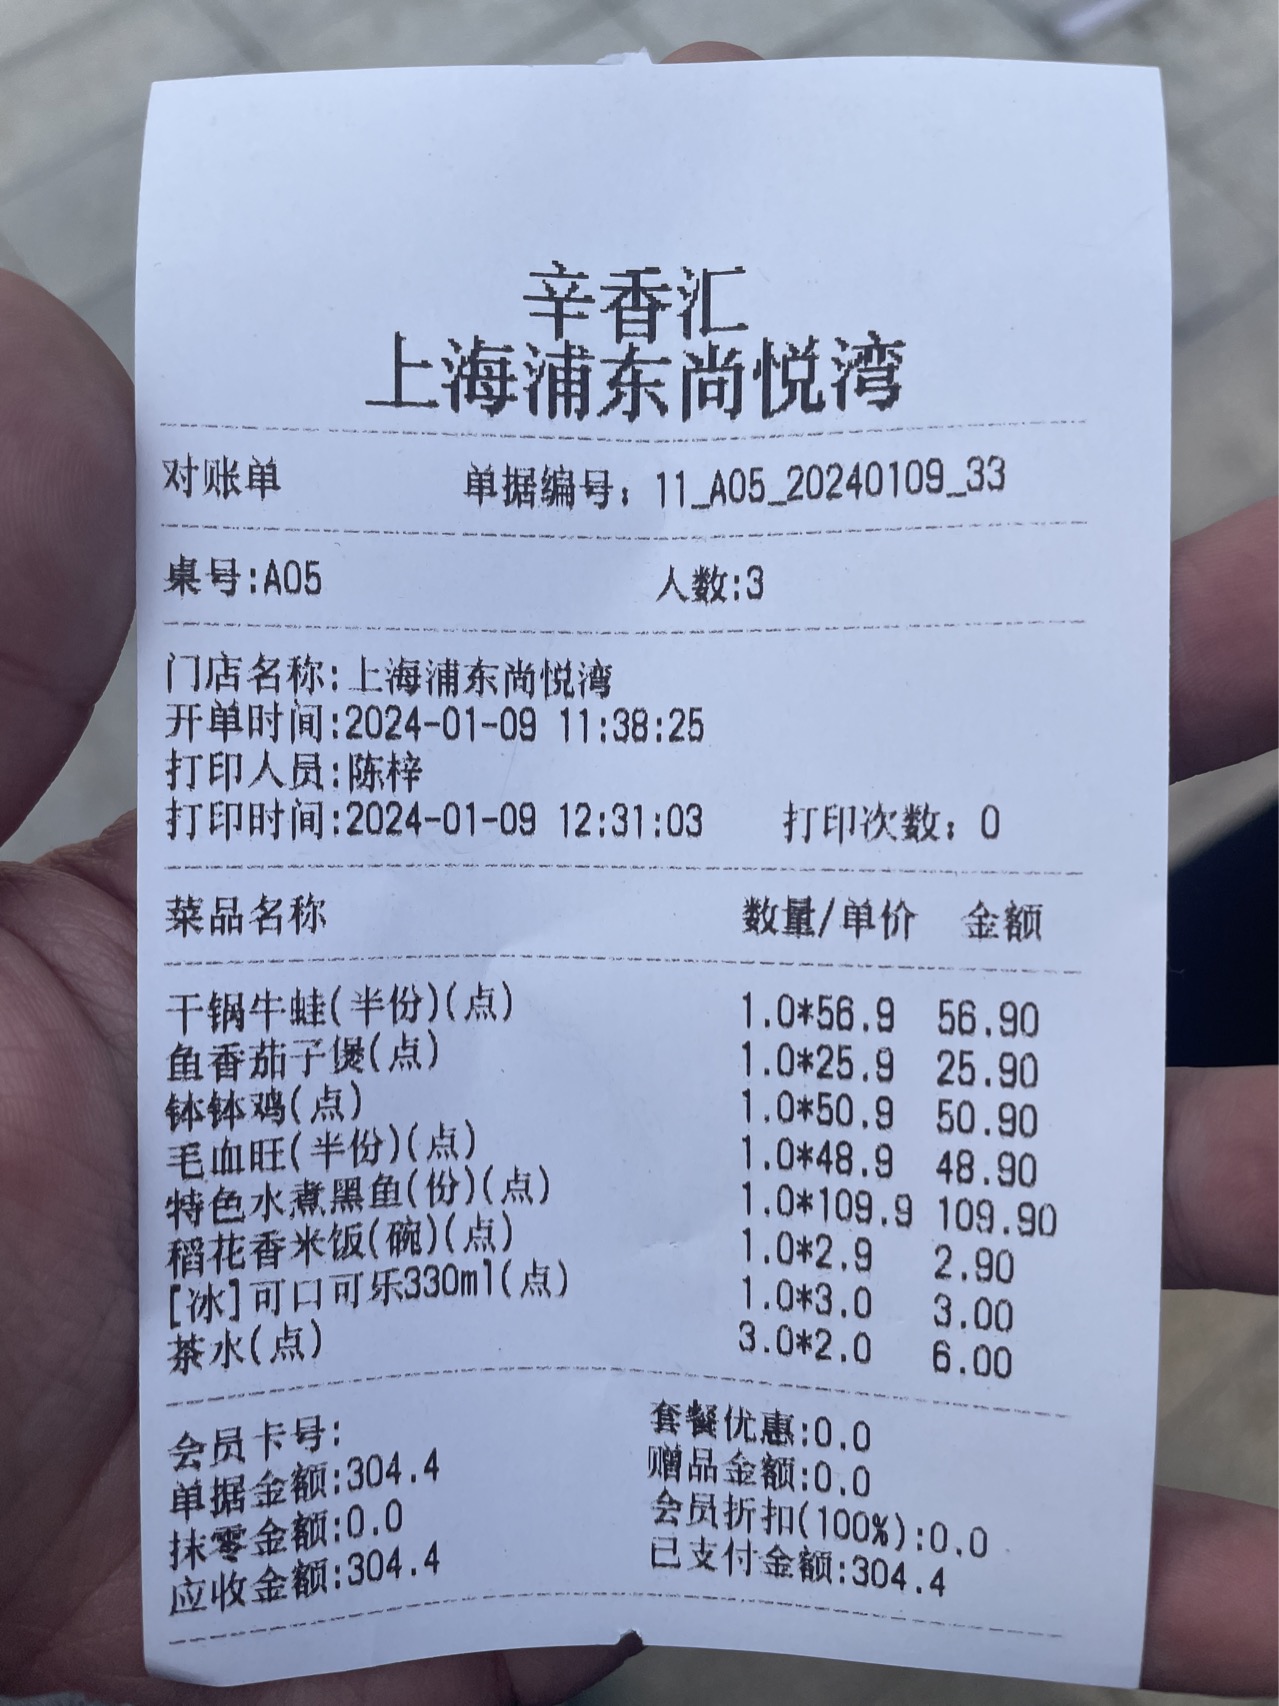 辛香汇
上海浦东尚悦湾
对账单 单据编号：11_A05_20240109_33
桌号:A05 人数:3
门店名称:上海浦东尚悦湾
开单时间:2024-01-09 11:38:25
打印人员:陈梓
打印时间:2024-01-09 12:31:03 打印次数：0
菜品名称 数量/单价 金额
干锅牛蛙(半份)(点) 1.0*56.9 56.90
鱼香茄子煲(点) 1.0*25.9 25.90
钵钵鸡(点) 1.0*50.9 50.90
毛血旺(半份)(点) 1.0*48.9 48.90
特色水煮黑鱼(份)(点) 1.0*109.9 109.90
稻花香米饭(碗)(点) 1.0*2.9 2.90
[冰]可口可乐330ml(点) 1.0*3.0 3.00
茶水(点) 3.0*2.0 6.00
会员卡号: 套餐优惠:0.0
单据金额:304.4 赠品金额:0.0
抹零金额:0.0 会员折扣(100%):0.0
应收金额:304.4 已支付金额:304.4